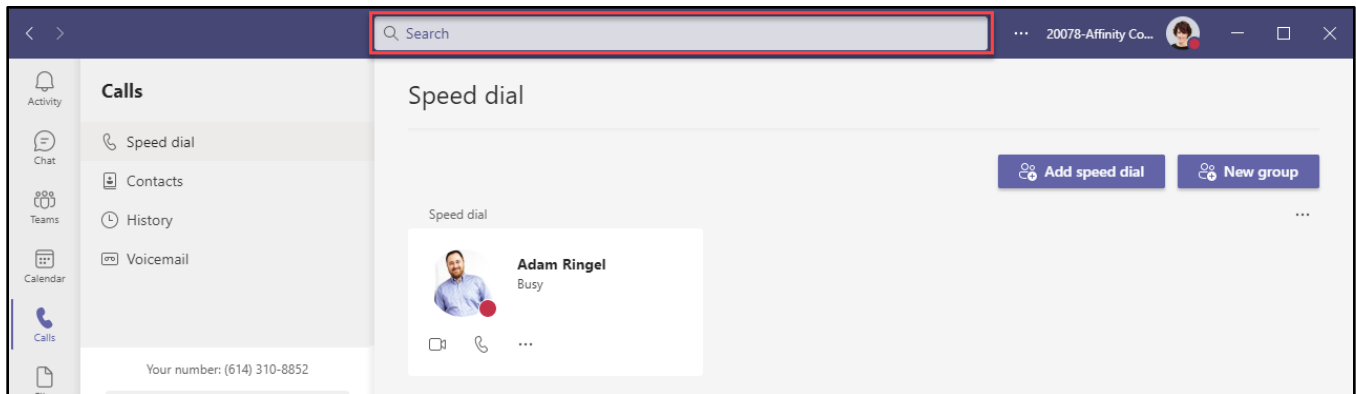 Search
20078-Affinity Co...
Activity
Chat
Teams
Calendar
Calls
Calls
Speed dial
Contacts
History
Voicemail
Your number: (614) 310-8852
Speed dial
Add speed dial
New group
Speed dial
Adam Ringel
Busy